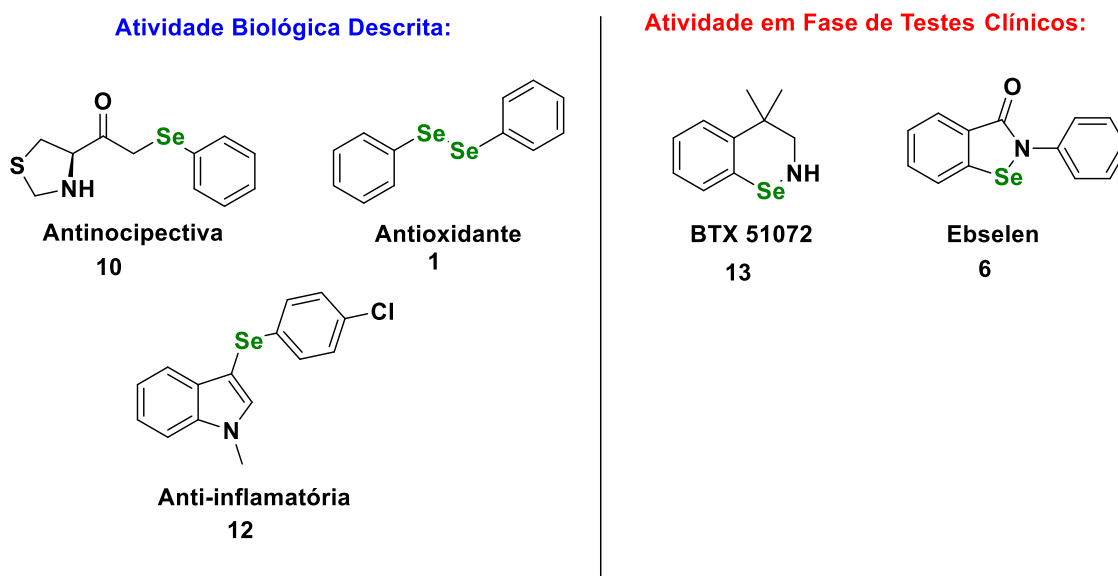 Atividade Biológica Descrita:
O
Se
S
NH
Antinocipectiva
10
Se
Se
Antioxidante
1
Cl
Se
N
Anti-inflamatória
12
Atividade em Fase de Testes Clínicos:
NH
Se
BTX 51072
13
O
N
Se
Ebselen
6